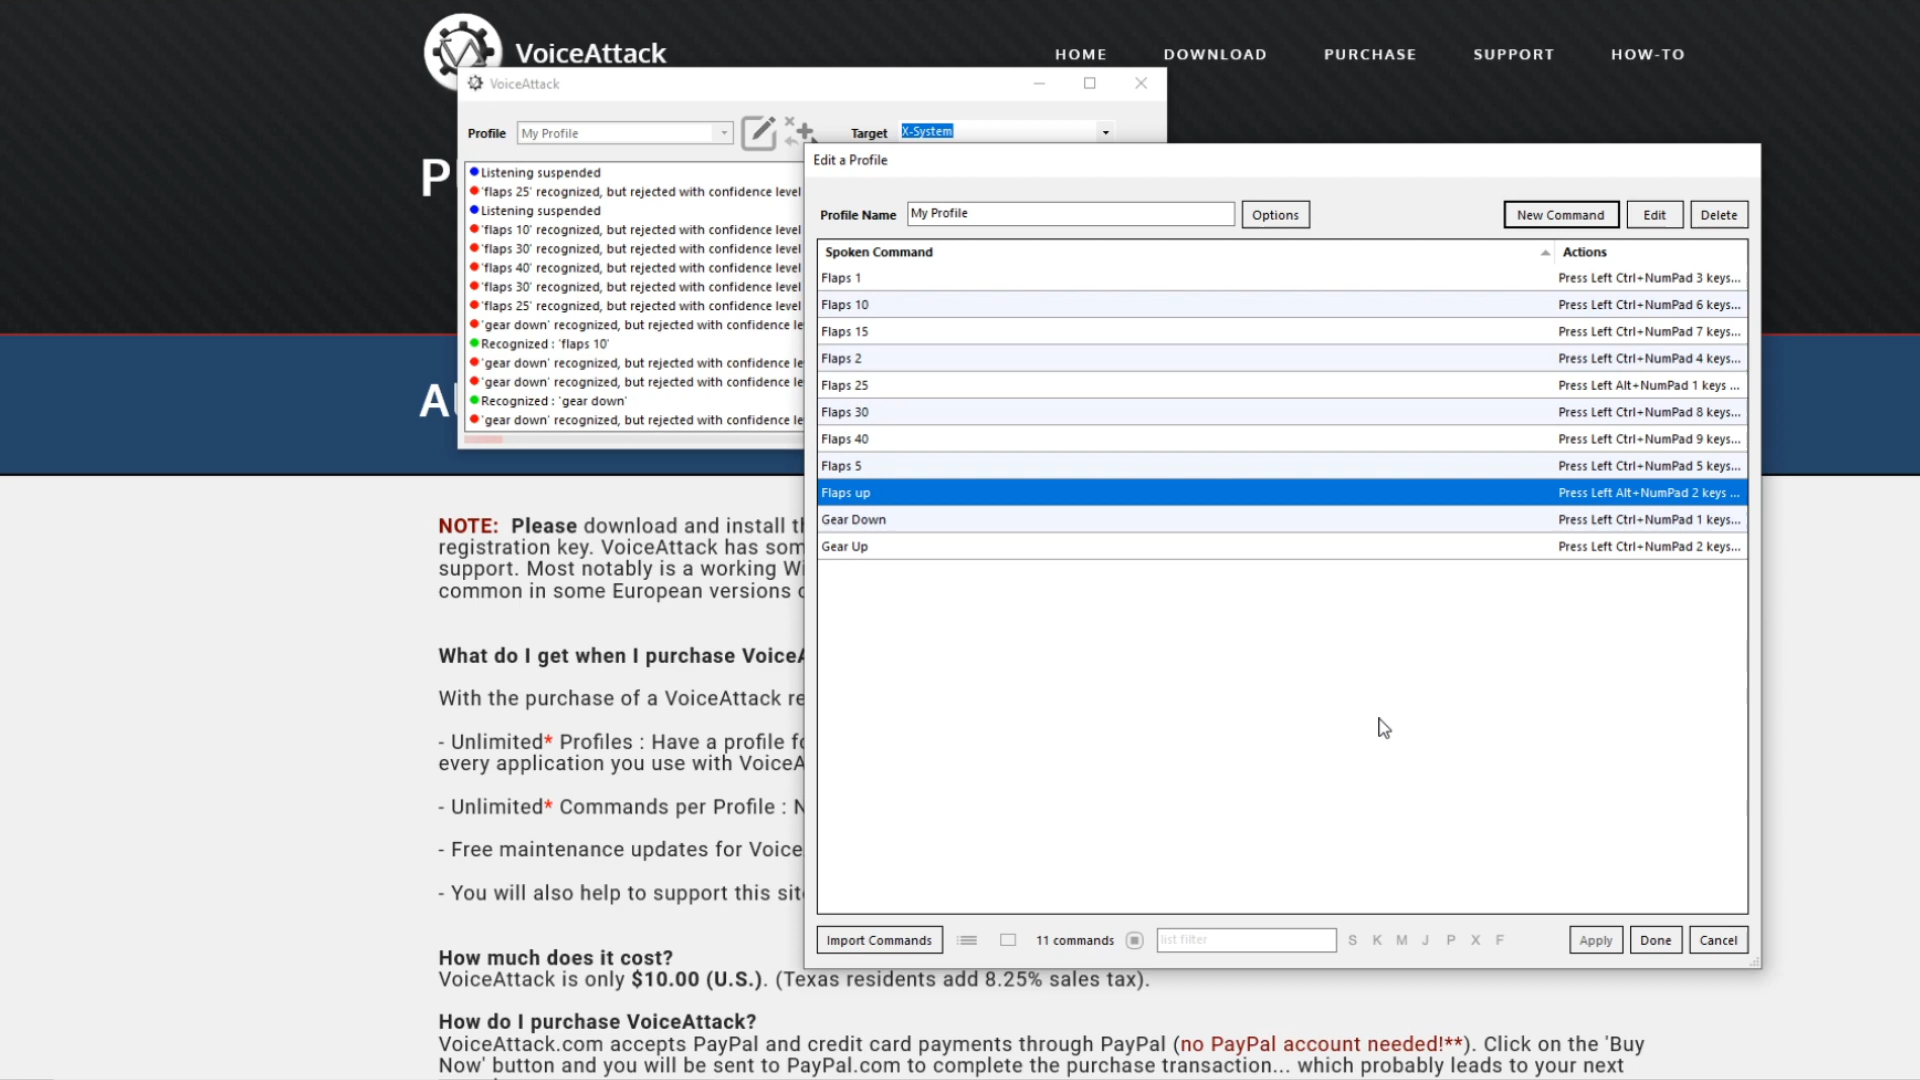 VoiceAttack
HOME DOWNLOAD PURCHASE SUPPORT HOW-TO
VoiceAttack
Profile My Profile Target X-System
Listening suspended
'flaps 25' recognized, but rejected with confidence level
Listening suspended
'flaps 10' recognized, but rejected with confidence level
'flaps 30' recognized, but rejected with confidence level
'flaps 40' recognized, but rejected with confidence level
'flaps 30' recognized, but rejected with confidence level
'flaps 25' recognized, but rejected with confidence level
'gear down' recognized, but rejected with confidence le
Recognized : 'flaps 10'
'gear down' recognized, but rejected with confidence le
'gear down' recognized, but rejected with confidence le
Recognized : 'gear down'
'gear down' recognized, but rejected with confidence le
Edit a Profile
Profile Name My Profile Options New Command Edit Delete
Spoken Command Actions
Flaps 1 Press Left Ctrl+NumPad 3 keys...
Flaps 10 Press Left Ctrl+NumPad 6 keys...
Flaps 15 Press Left Ctrl+NumPad 7 keys...
Flaps 2 Press Left Ctrl+NumPad 4 keys...
Flaps 25 Press Left Alt+NumPad 1 keys ...
Flaps 30 Press Left Ctrl+NumPad 8 keys...
Flaps 40 Press Left Ctrl+NumPad 9 keys...
Flaps 5 Press Left Ctrl+NumPad 5 keys...
Flaps up Press Left Alt+NumPad 2 keys ...
Gear Down Press Left Ctrl+NumPad 1 keys...
Gear Up Press Left Ctrl+NumPad 2 keys...
Import Commands 11 commands list filter S K M J P X F Apply Done Cancel
P
A
NOTE: Please download and install th
registration key. VoiceAttack has som
support. Most notably is a working Wi
common in some European versions o
What do I get when I purchase VoiceA
With the purchase of a VoiceAttack re
- Unlimited* Profiles : Have a profile fo
every application you use with VoiceA
- Unlimited* Commands per Profile : N
- Free maintenance updates for Voice
- You will also help to support this site
How much does it cost?
VoiceAttack is only $10.00 (U.S.). (Texas residents add 8.25% sales tax).
How do I purchase VoiceAttack?
VoiceAttack.com accepts PayPal and credit card payments through PayPal (no PayPal account needed!**). Click on the 'Buy
Now' button and you will be sent to PayPal.com to complete the purchase transaction... which probably leads to your next